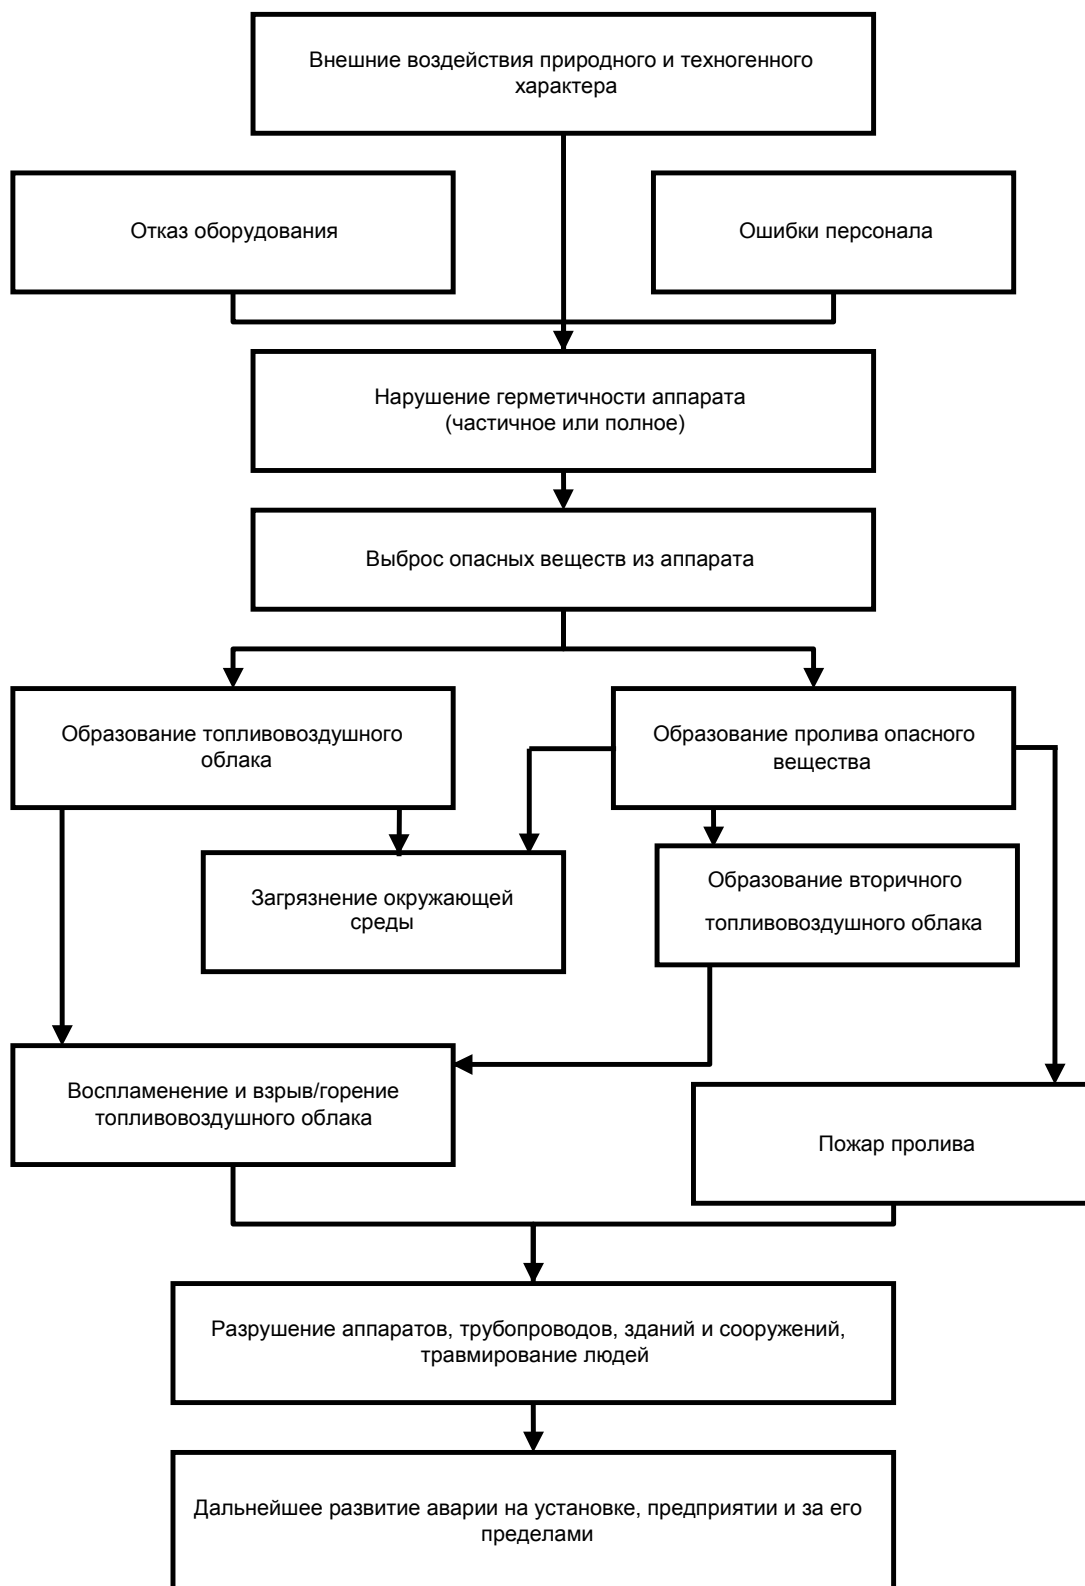 Внешние воздействия природного и техногенного
характера
Отказ оборудования
Ошибки персонала
Нарушение герметичности аппарата
(частичное или полное)
Выброс опасных веществ из аппарата
Образование топливовоздушного
облака
Образование пролива опасного
вещества
Загрязнение окружающей
среды
Образование вторичного
топливовоздушного облака
Воспламенение и взрыв/горение
топливовоздушного облака
Пожар пролива
Разрушение аппаратов, трубопроводов, зданий и сооружений,
травмирование людей
Дальнейшее развитие аварии на установке, предприятии и за его
пределами